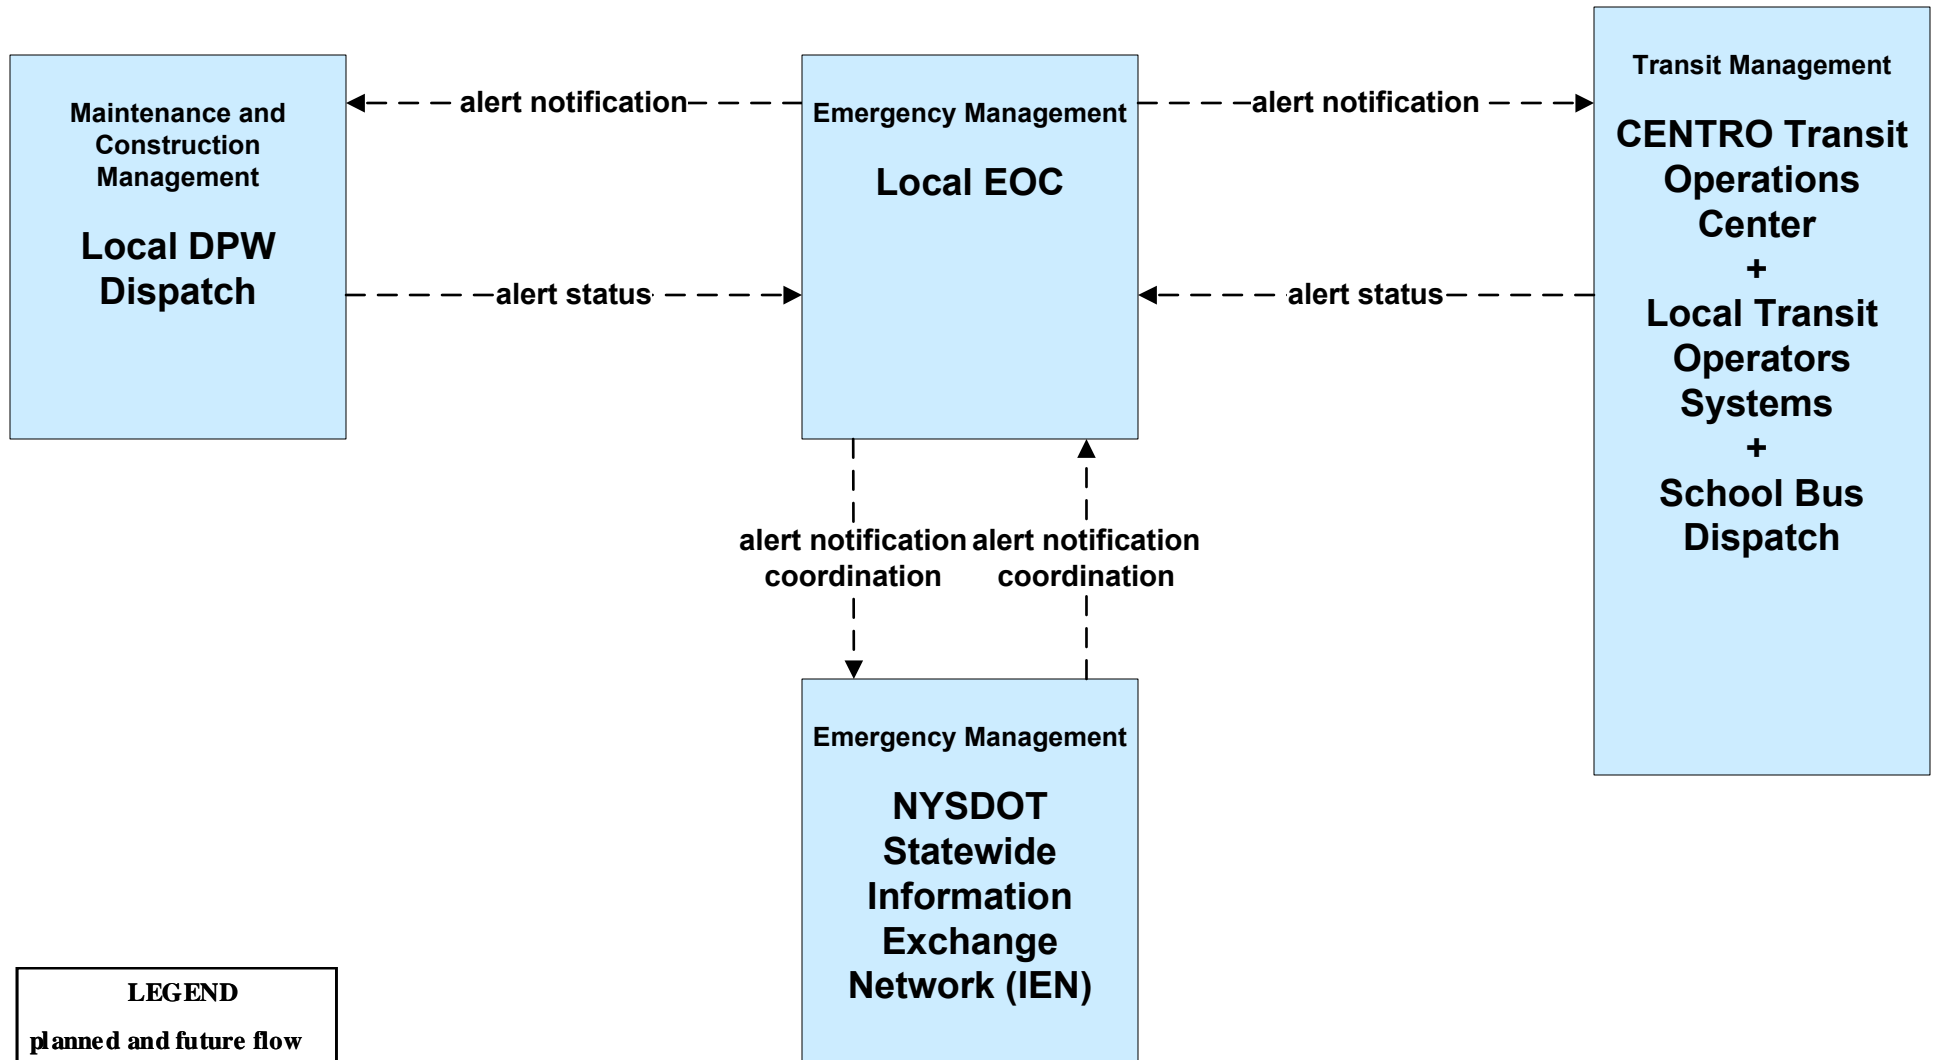 Maintenance and
Construction
Management
Local DPW
Dispatch
alert notification
alert status
Emergency Management
Local EOC
alert notification
alert status
Transit Management
CENTRO Transit
Operations
Center
+
Local Transit
Operators
Systems
+
School Bus
Dispatch
alert notification
coordination
alert notification
coordination
Emergency Management
NYSDOT
Statewide
Information
Exchange
Network (IEN)
LEGEND
planned and future flow